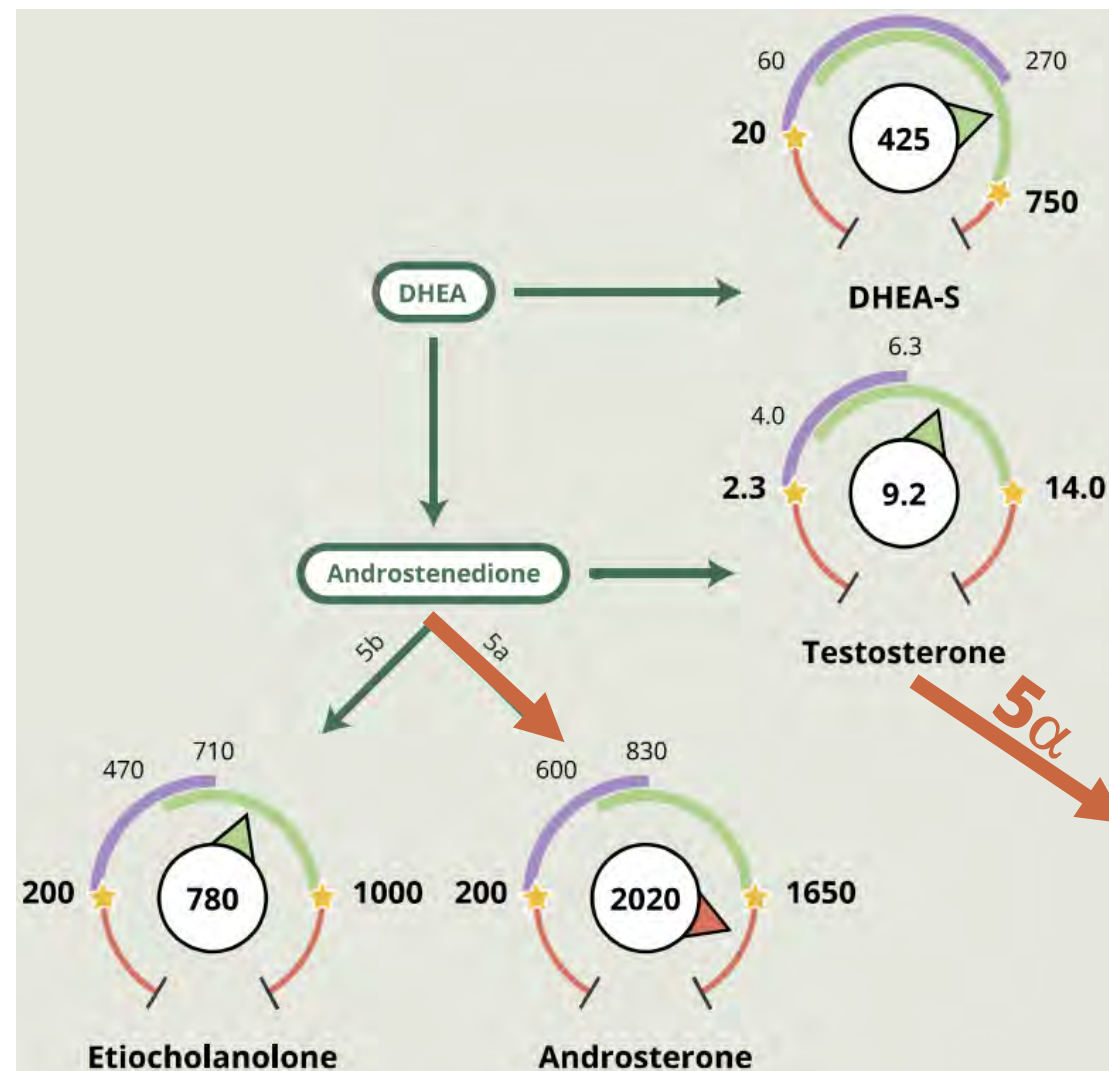 60
270
20
425
750
DHEA
DHEA-S
6.3
4.0
2.3
9.2
14.0
Androstenedione
5b
5a
Testosterone
5α
710
830
470
600
200
780
1000
200
2020
1650
Etiocholanolone
Androsterone